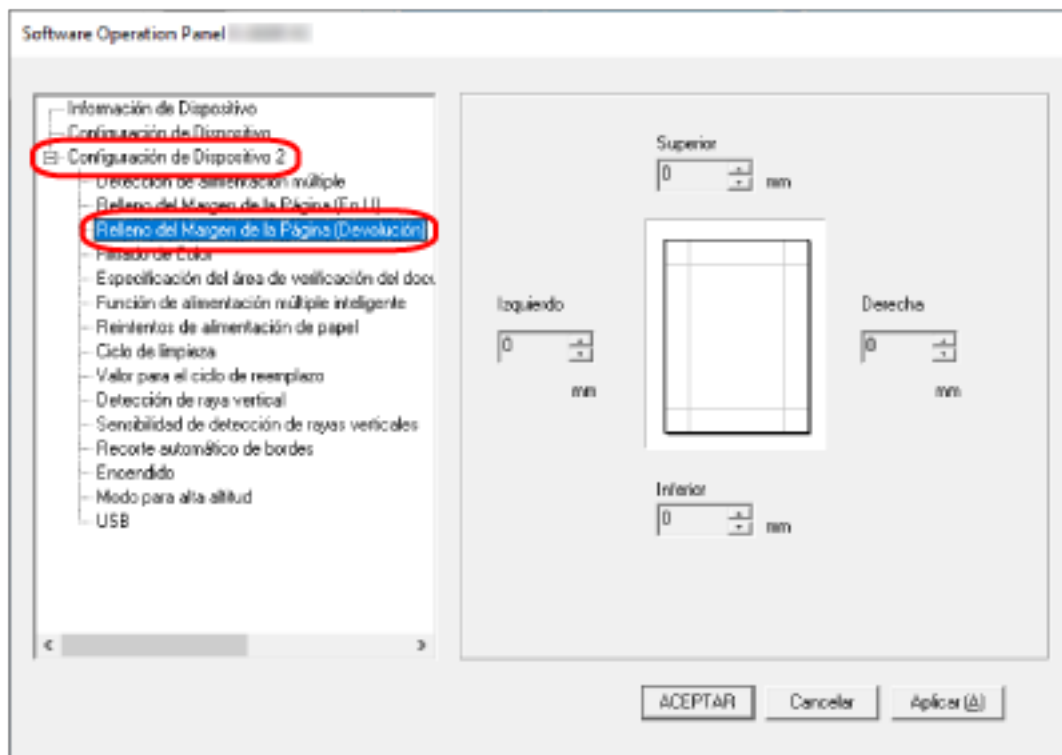 Software Operation Panel
Información de Dispositivo
Configuración de Dispositivo
Configuración de Dispositivo 2
Detección de alimentación múltiple
Relleno del Margen de la Página (En U)
Relleno del Margen de la Página (Devolución)
Filtrado de Color
Especificación del área de verificación del docu
Función de alimentación múltiple inteligente
Reintentos de alimentación de papel
Ciclo de limpieza
Valor para el ciclo de reemplazo
Detección de raya vertical
Sensibilidad de detección de rayas verticales
Recorte automático de bordes
Encendido
Modo para alta altitud
USB
Superior
0 mm
Izquierdo
0
mm
Derecha
0
mm
Inferior
0 mm
ACEPTAR Cancelar Aplicar (A)